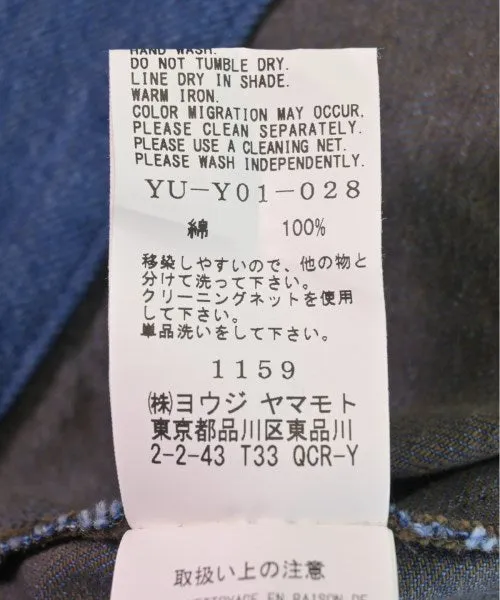 HAND WASH.
DO NOT TUMBLE DRY.
LINE DRY IN SHADE.
WARM IRON.
COLOR MIGRATION MAY OCCUR.
PLEASE CLEAN SEPARATELY.
PLEASE USE A CLEANING NET.
PLEASE WASH INDEPENDENTLY.
YU-Y01-028
綿 100%
移染しやすいので、他の物と
分けて洗って下さい。
クリーニングネットを使用
して下さい。
単品洗いをして下さい。
1159
㈱ヨウジ ヤマモト
東京都品川区東品川
2-2-43 T33 QCR-Y
取扱い上の注意
NETTOYAGE EN RAISON DE